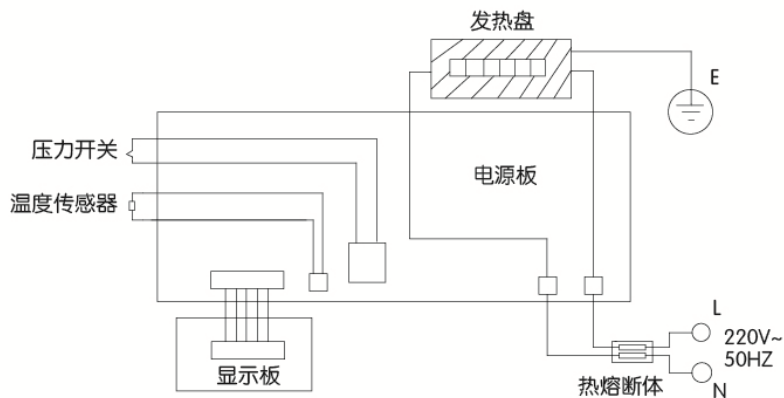 发热盘
E
压力开关
电源板
温度传感器
L
220V~
50HZ
显示板
热熔断体
N